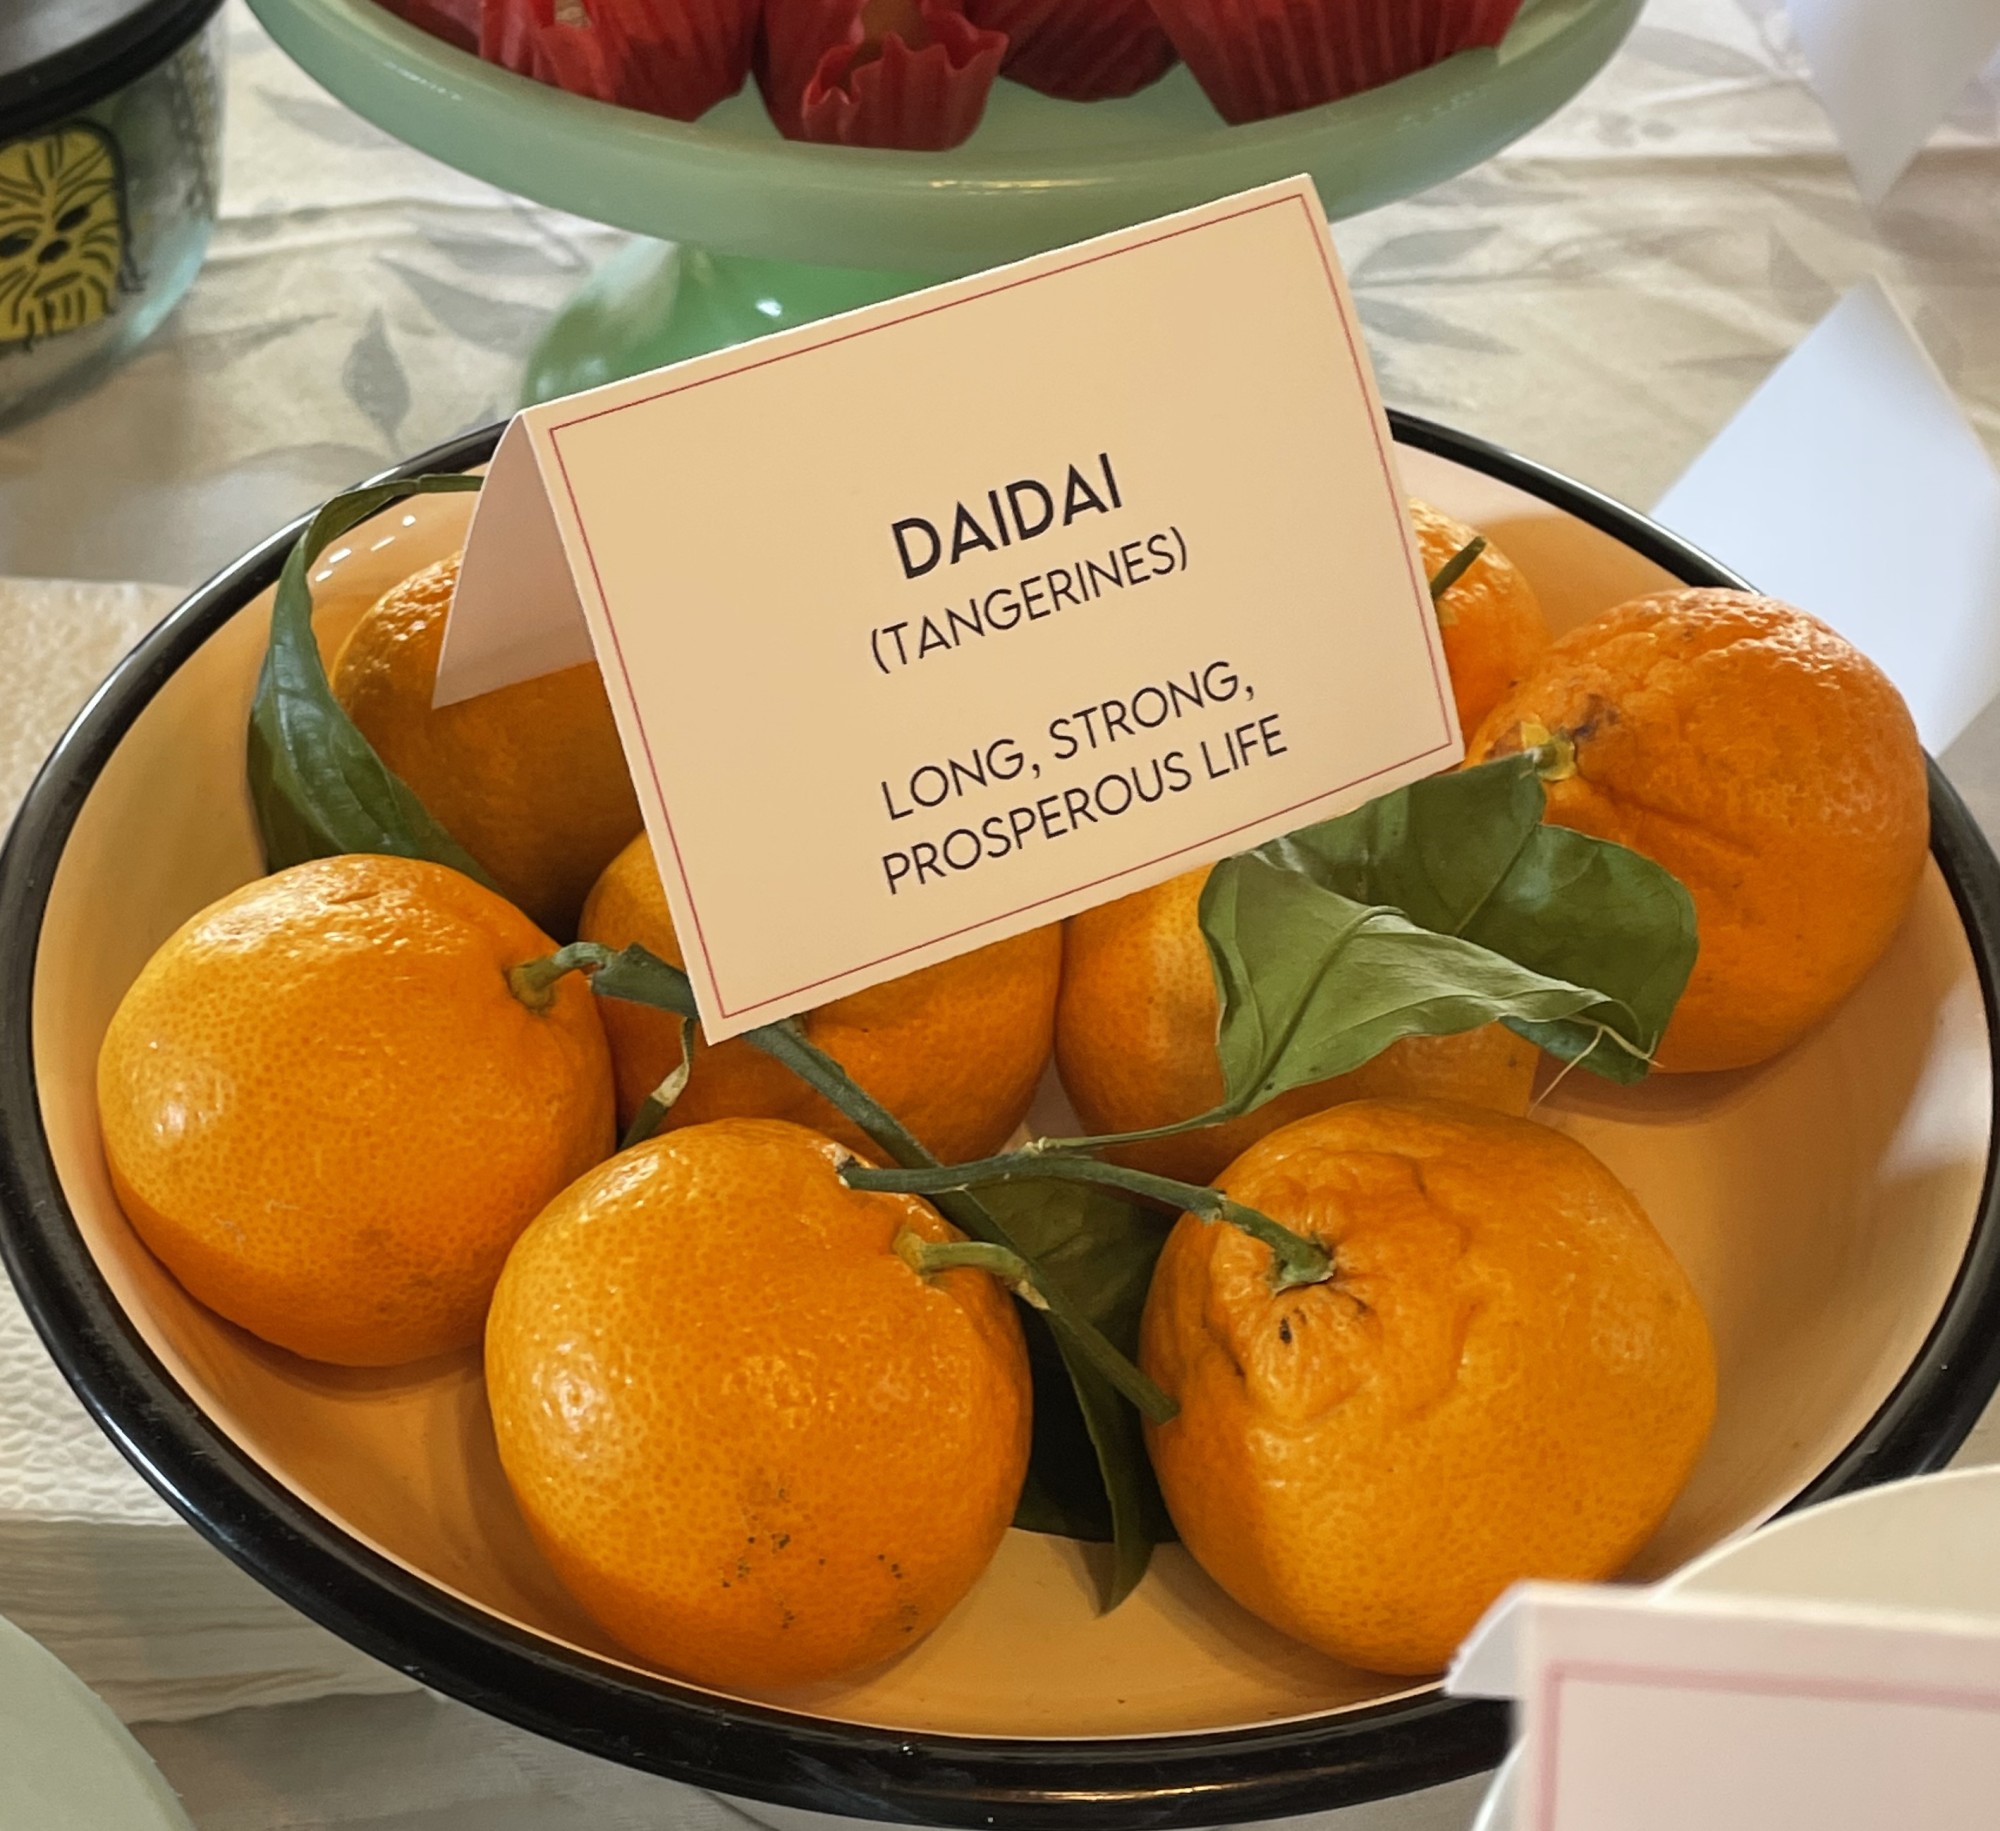 DAIDAI
(TANGERINES)
LONG, STRONG,
PROSPEROUS LIFE